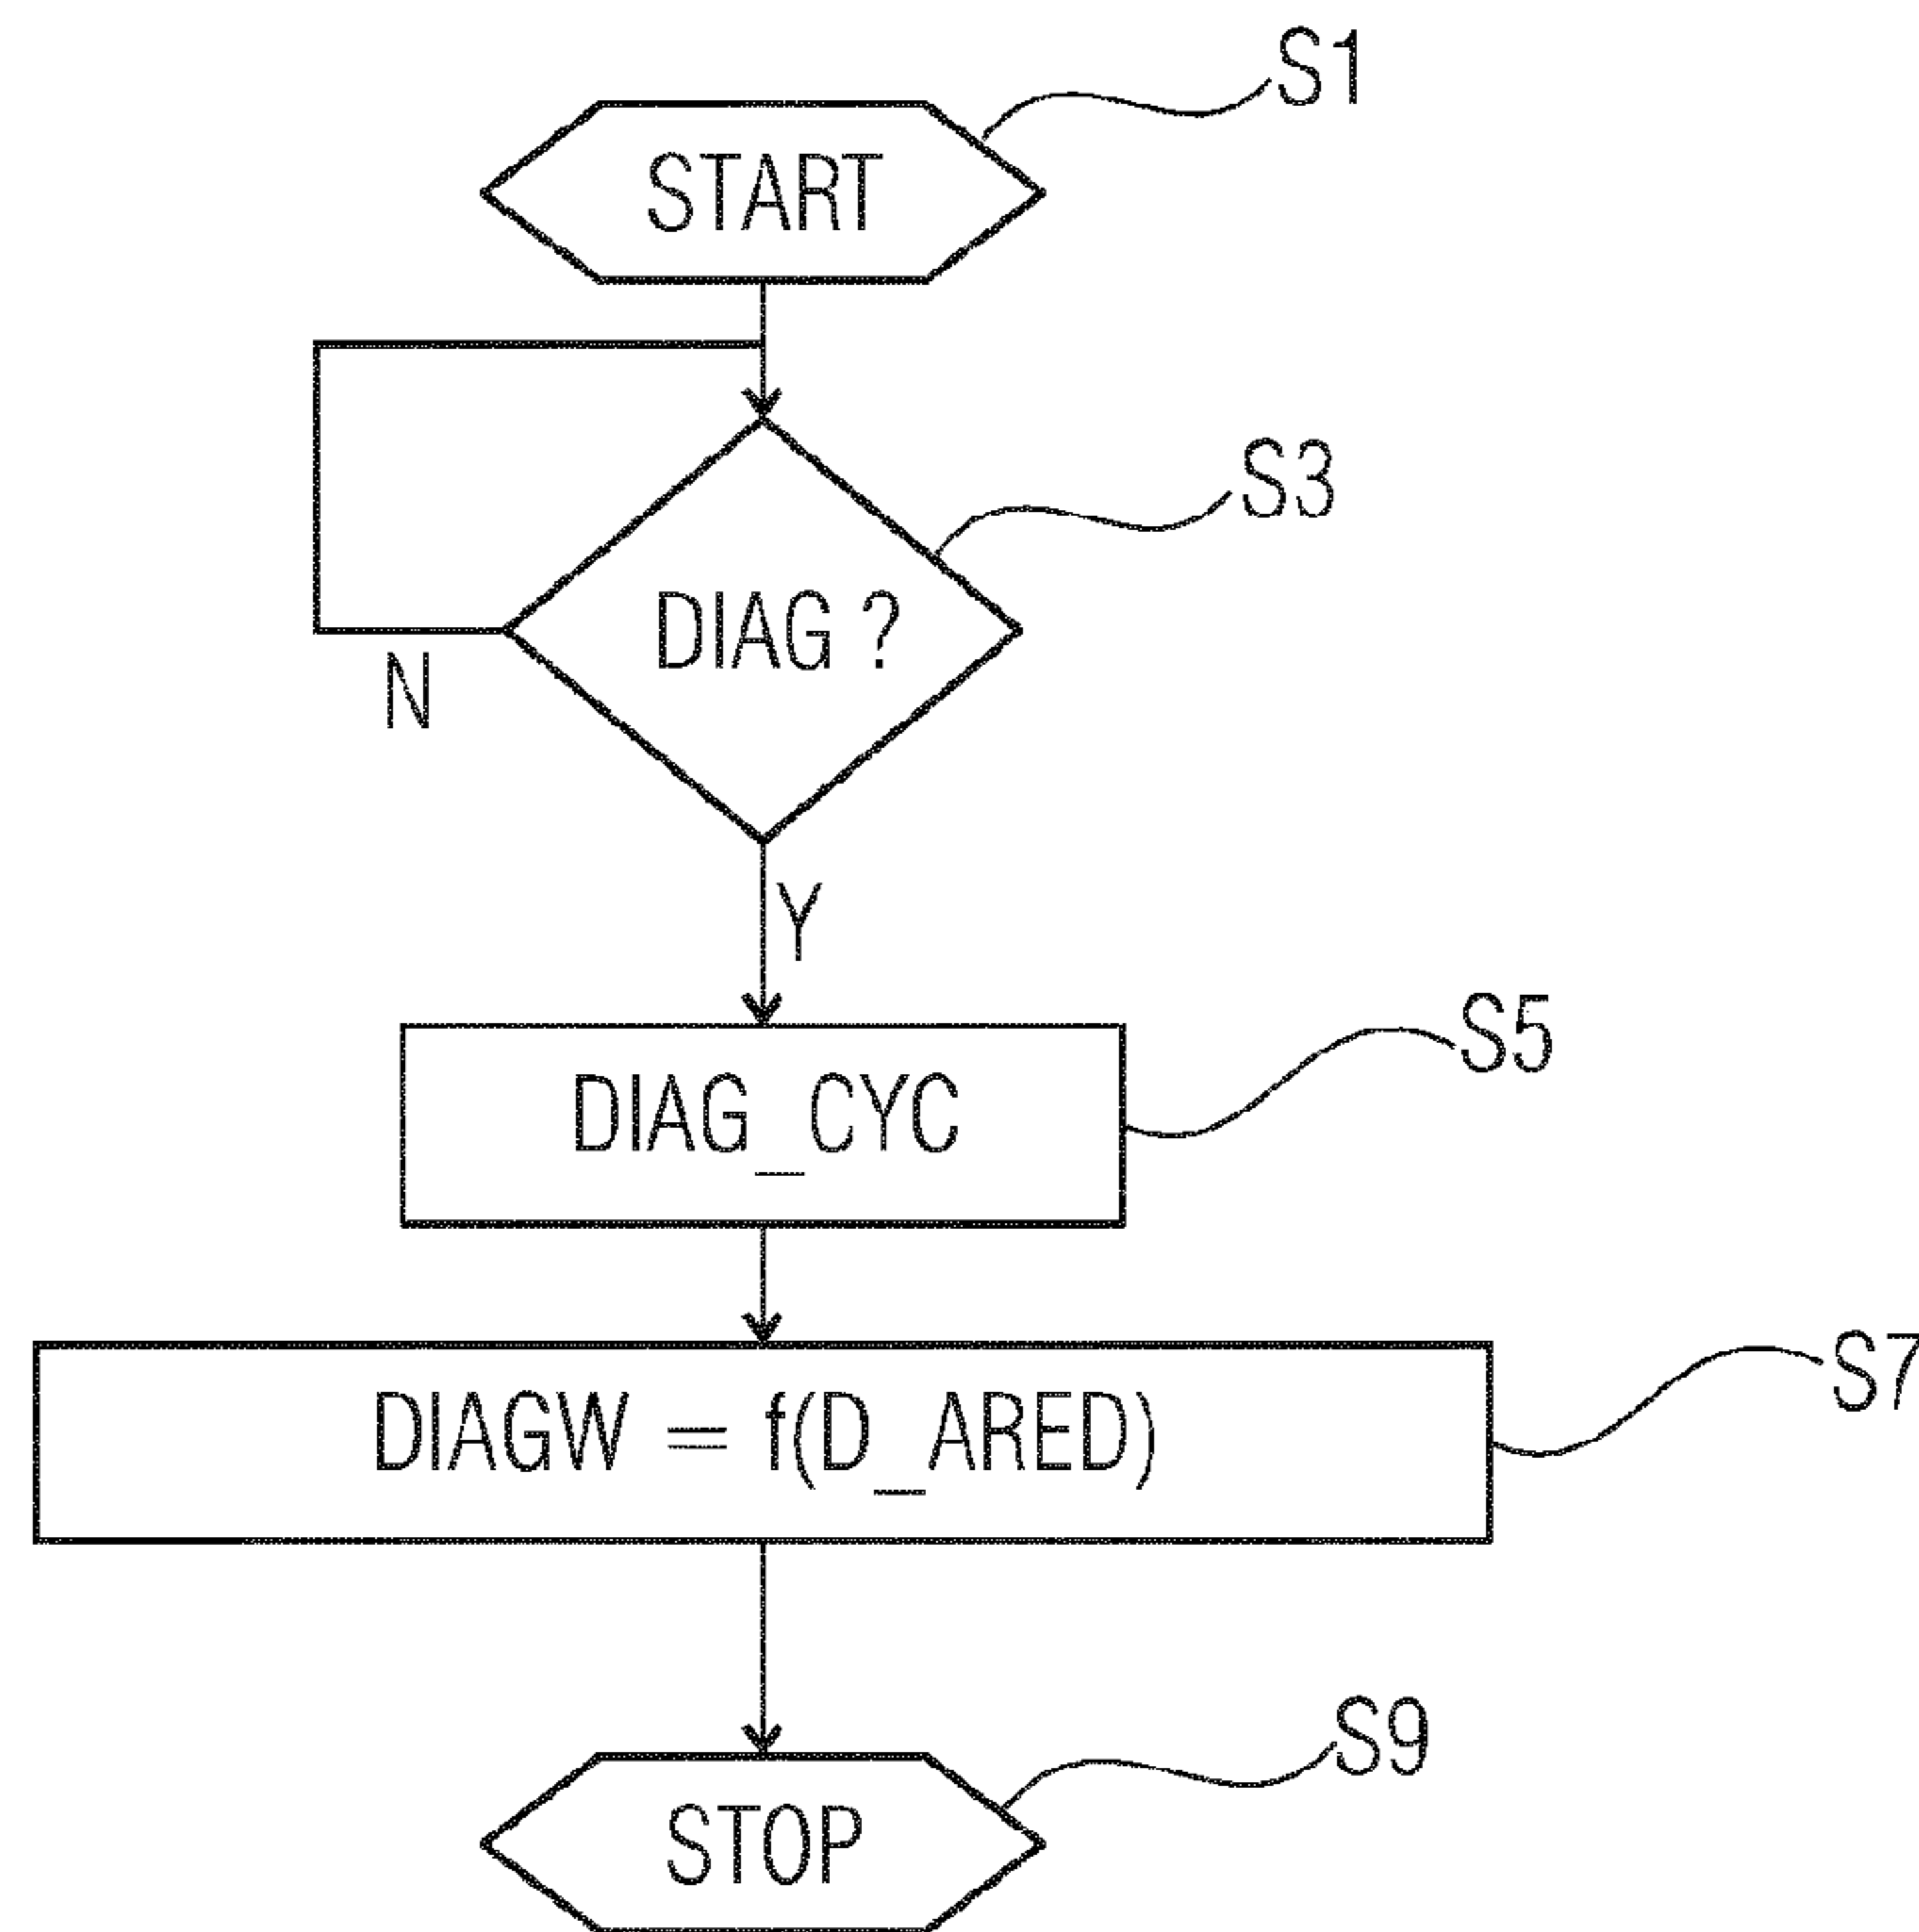 S1
START
S3
DIAG ?
N
Y
S5
DIAG_CYC
S7
DIAGW = f(D_ARED)
S9
STOP